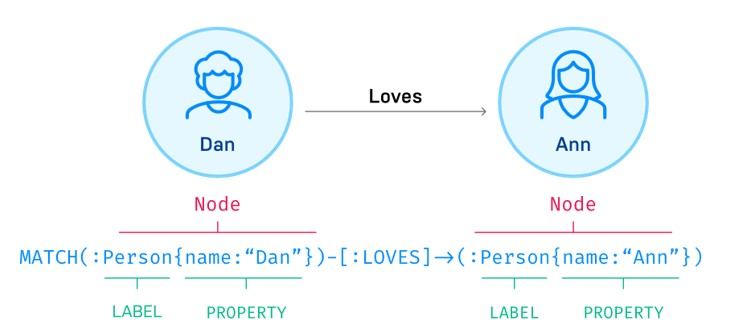 Loves
Dan Ann
Node Node
MATCH(:Person{name:“Dan”})-[:LOVES]->(:Person{name:“Ann”})
LABEL PROPERTY LABEL PROPERTY